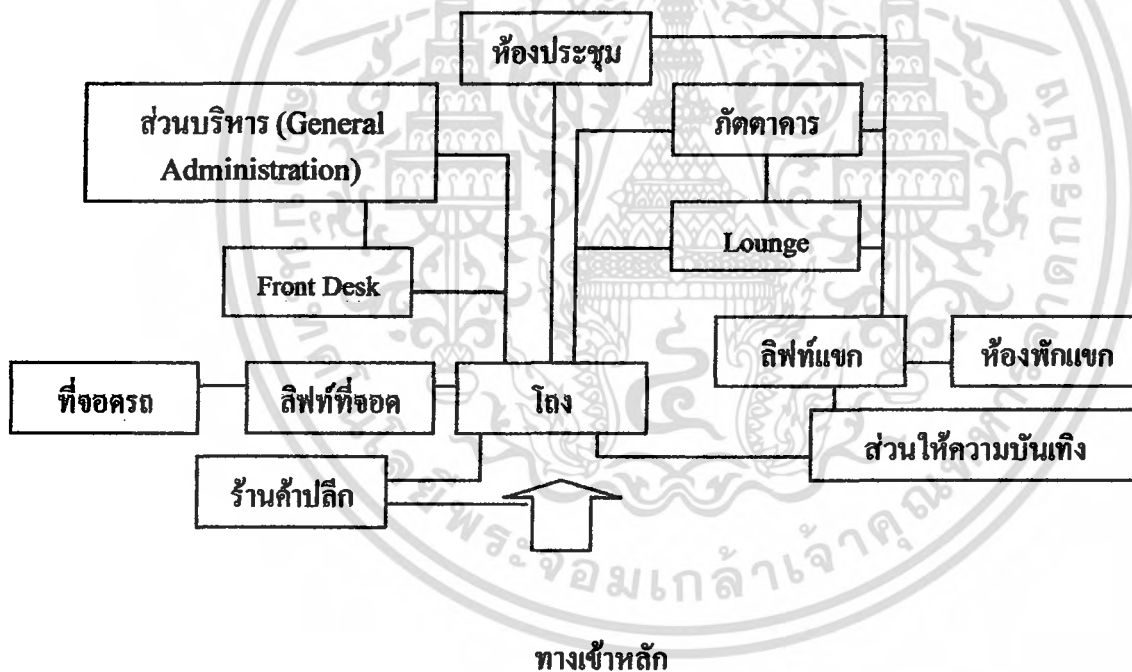 ห้องประชุม
ส่วนบริหาร (General
Administration)
ภัตตาคาร
Front Desk
Lounge
ที่จอดรถ
ลิฟท์ที่จอด
โถง
ลิฟท์แขก
ห้องพักแขก
ส่วนให้ความบันเทิง
ร้านค้าปลีก
ทางเข้าหลัก